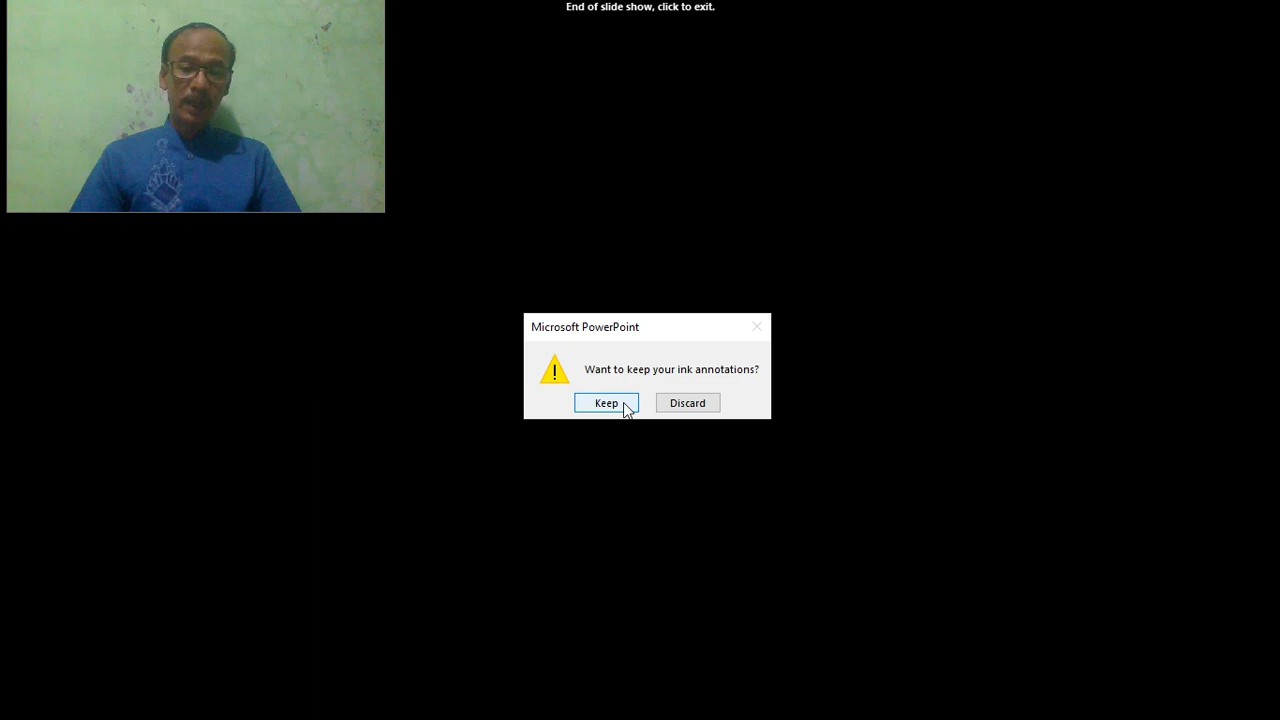 End of slide show, click to exit.
Microsoft PowerPoint
Want to keep your ink annotations?
Keep
Discard